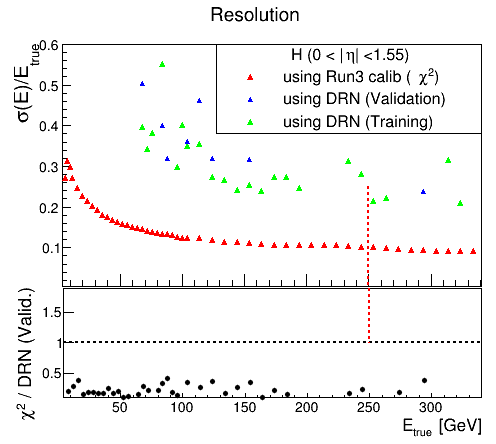 Resolution
σ(E)/E_true
0.6
0.5
0.4
0.3
0.2
0.1
H (0 < |η| <1.55)
using Run3 calib ( χ²)
using DRN (Validation)
using DRN (Training)
χ² / DRN (Valid.)
1.5
1
0.5
50 100 150 200 250 300
E_true [GeV]